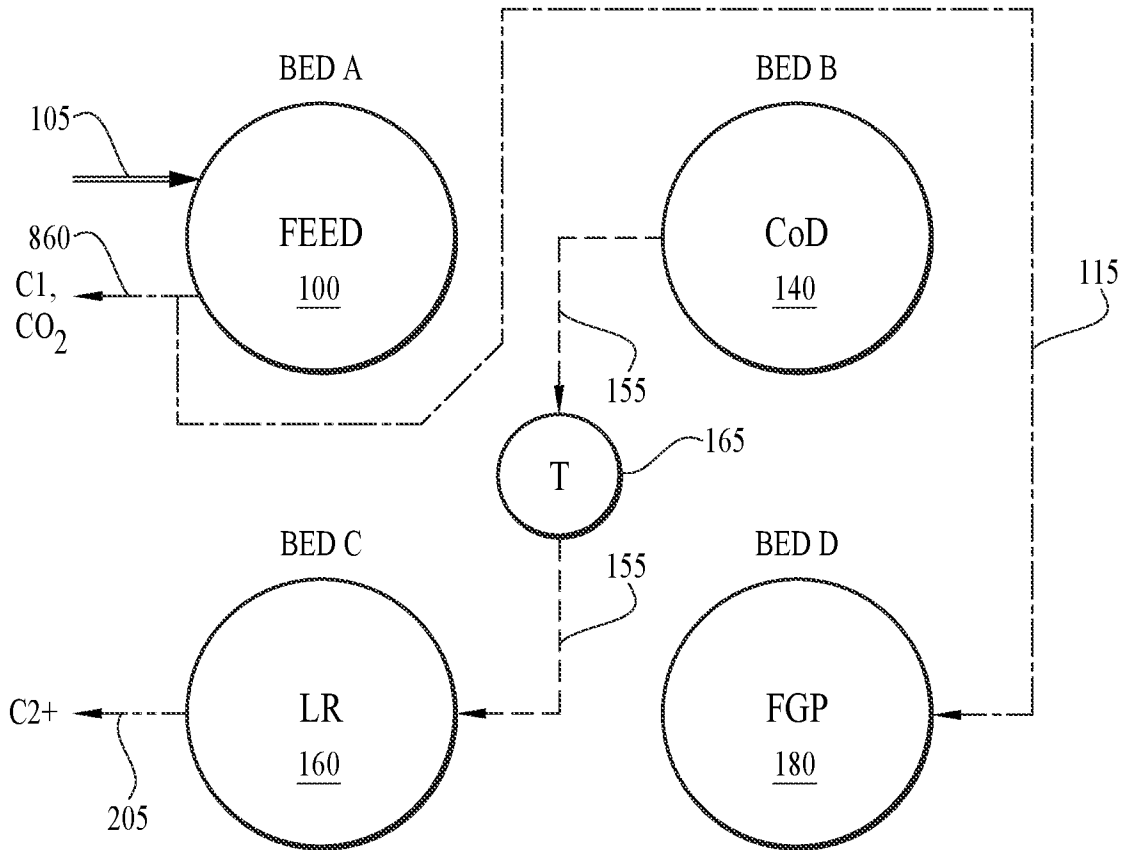 BED A
BED B
105
860
FEED
CoD
C1,
CO2
100
140
115
155
T
165
BED C
BED D
155
LR
FGP
C2+
160
180
205